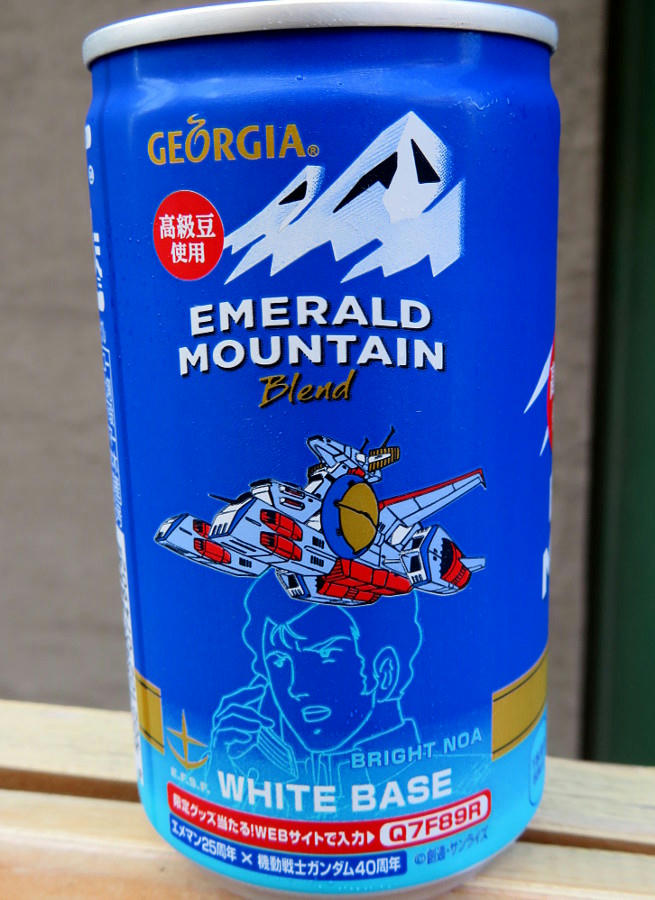 GEORGIA®
高級豆
使用
EMERALD
MOUNTAIN
Blend
BRIGHT NOA
E.F.S.F.
WHITE BASE
限定グッズ当たる!WEBサイトで入力▶ Q7F89R
エメマン25周年 × 機動戦士ガンダム40周年
©創通・サンライズ